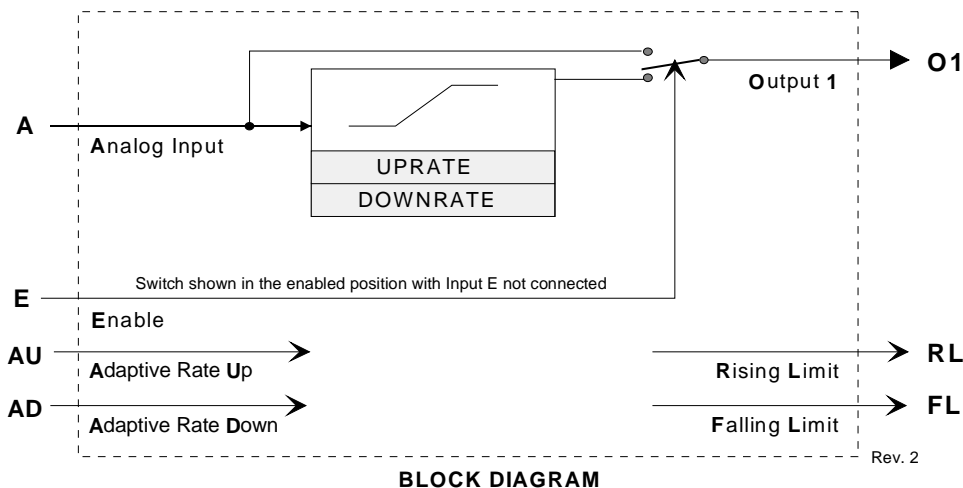 O1
Output 1
A
Analog Input
UPRATE
DOWNRATE
Switch shown in the enabled position with Input E not connected
E
Enable
AU
Adaptive Rate Up
Rising Limit
RL
AD
Adaptive Rate Down
Falling Limit
FL
Rev. 2
BLOCK DIAGRAM